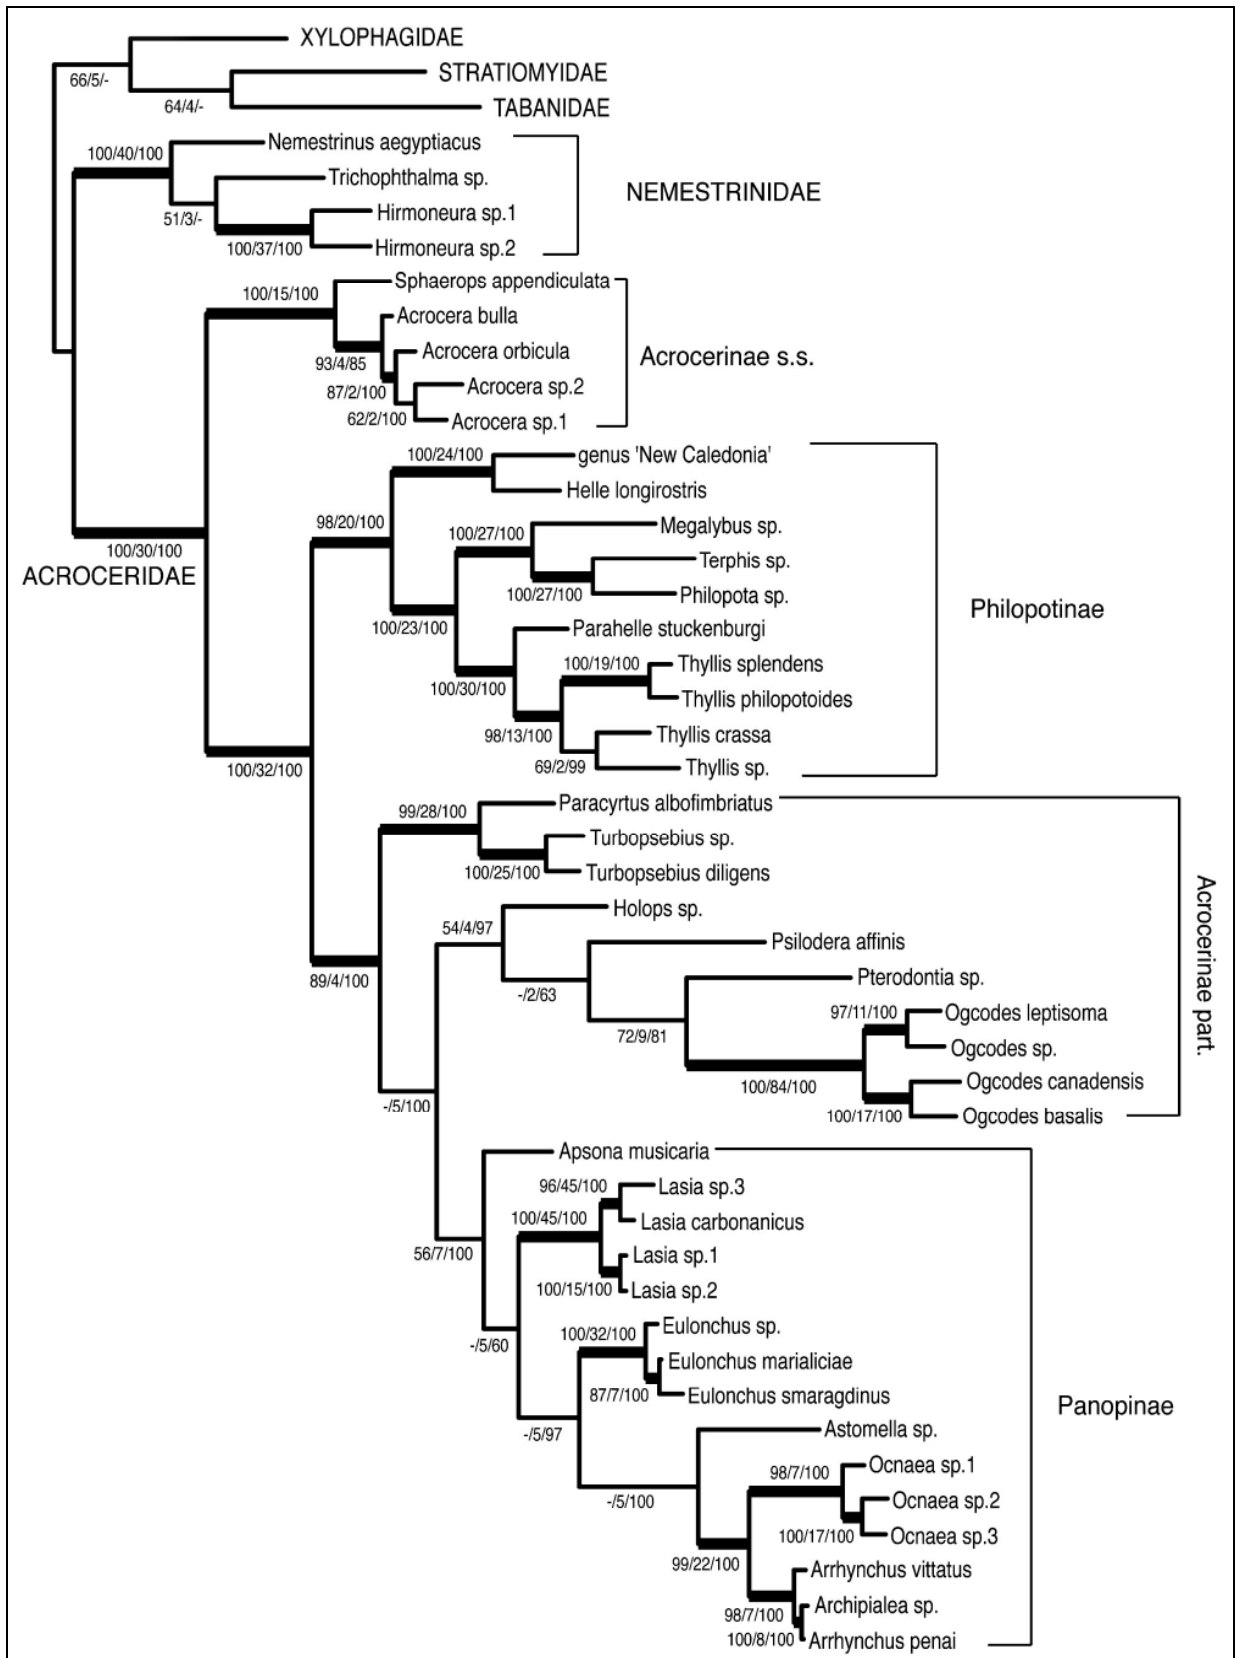 XYLOPHAGIDAE
66/5/-
STRATIOMYIDAE
64/4/-
TABANIDAE
Nemestrinus aegyptiacus
100/40/100
Trichophthalma sp.
NEMESTRINIDAE
51/3/-
Hirmoneura sp.1
100/37/100
Hirmoneura sp.2
Sphaerops appendiculata
100/15/100
Acrocera bulla
93/4/85
Acrocera orbicula
Acrocerinae s.s.
87/2/100
Acrocera sp.2
62/2/100
Acrocera sp.1
100/24/100
genus 'New Caledonia'
Helle longirostris
98/20/100
Megalybus sp.
100/27/100
100/30/100
ACROCERIDAE
Terphis sp.
100/27/100
Philopota sp.
Philopotinae
100/23/100
Parahelle stuckenburgi
100/19/100
Thyllis splendens
100/30/100
Thyllis philopotoides
98/13/100
Thyllis crassa
69/2/99
Thyllis sp.
100/32/100
Paracyrtus albofimbriatus
99/28/100
Turbopsebius sp.
100/25/100
Turbopsebius diligens
Holops sp.
54/4/97
Psilodera affinis
Acrocerinae part.
89/4/100
-/2/63
Pterodontia sp.
97/11/100
Ogcodes leptisoma
72/9/81
Ogcodes sp.
100/84/100
Ogcodes canadensis
-/5/100
100/17/100
Ogcodes basalis
Apsona musicaria
96/45/100
Lasia sp.3
100/45/100
Lasia carbonanicus
56/7/100
Lasia sp.1
100/15/100
Lasia sp.2
Eulonchus sp.
100/32/100
-/5/60
Eulonchus marialiciae
87/7/100
Eulonchus smaragdinus
Panopinae
-/5/97
Astomella sp.
Ocnaea sp.1
98/7/100
-/5/100
Ocnaea sp.2
100/17/100
Ocnaea sp.3
99/22/100
Arrhynchus vittatus
98/7/100
Archipialea sp.
100/8/100
Arrhynchus penai